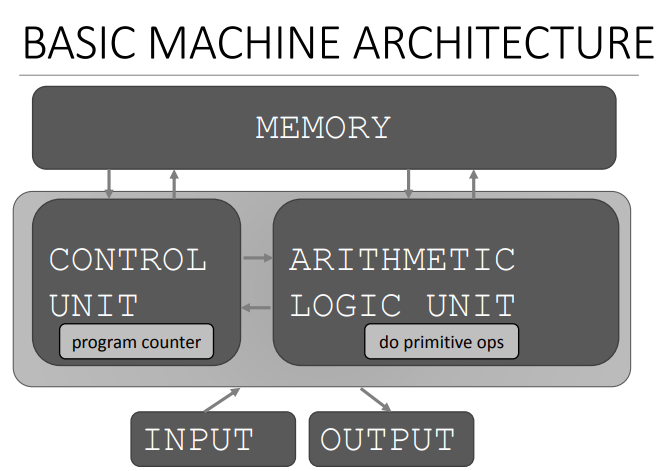 BASIC MACHINE ARCHITECTURE
MEMORY
CONTROL
UNIT
program counter
ARITHMETIC
LOGIC UNIT
do primitive ops
INPUT
OUTPUT